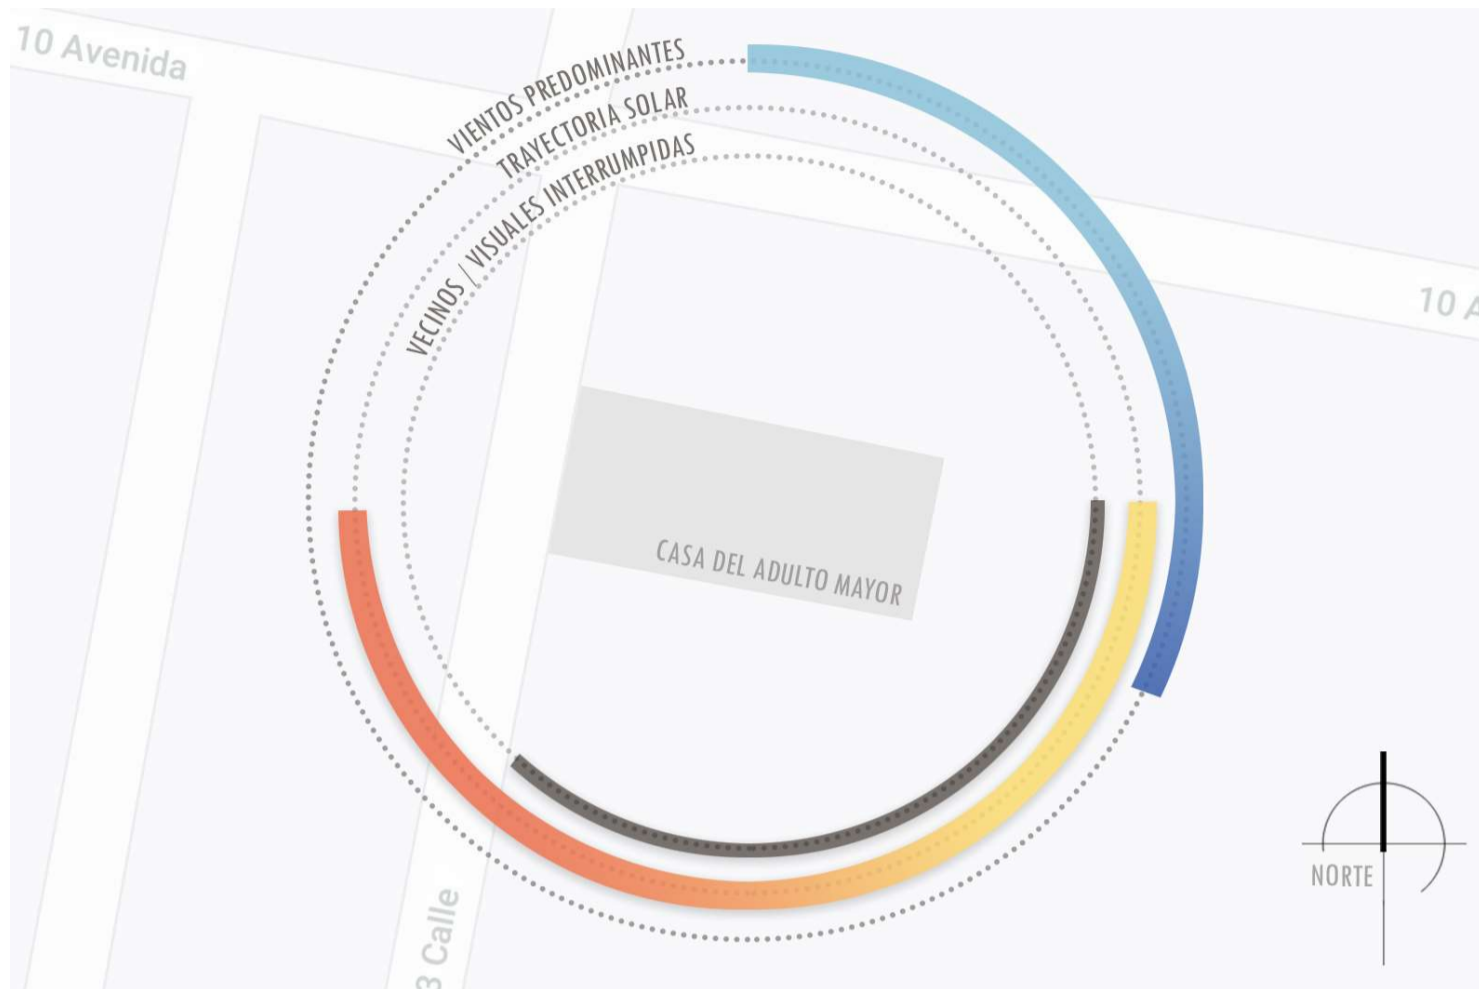 10 Avenida
VIENTOS PREDOMINANTES
TRAYECTORIA SOLAR
VECINOS / VISUALES INTERRUMPIDAS
10 A
CASA DEL ADULTO MAYOR
NORTE
3 Calle